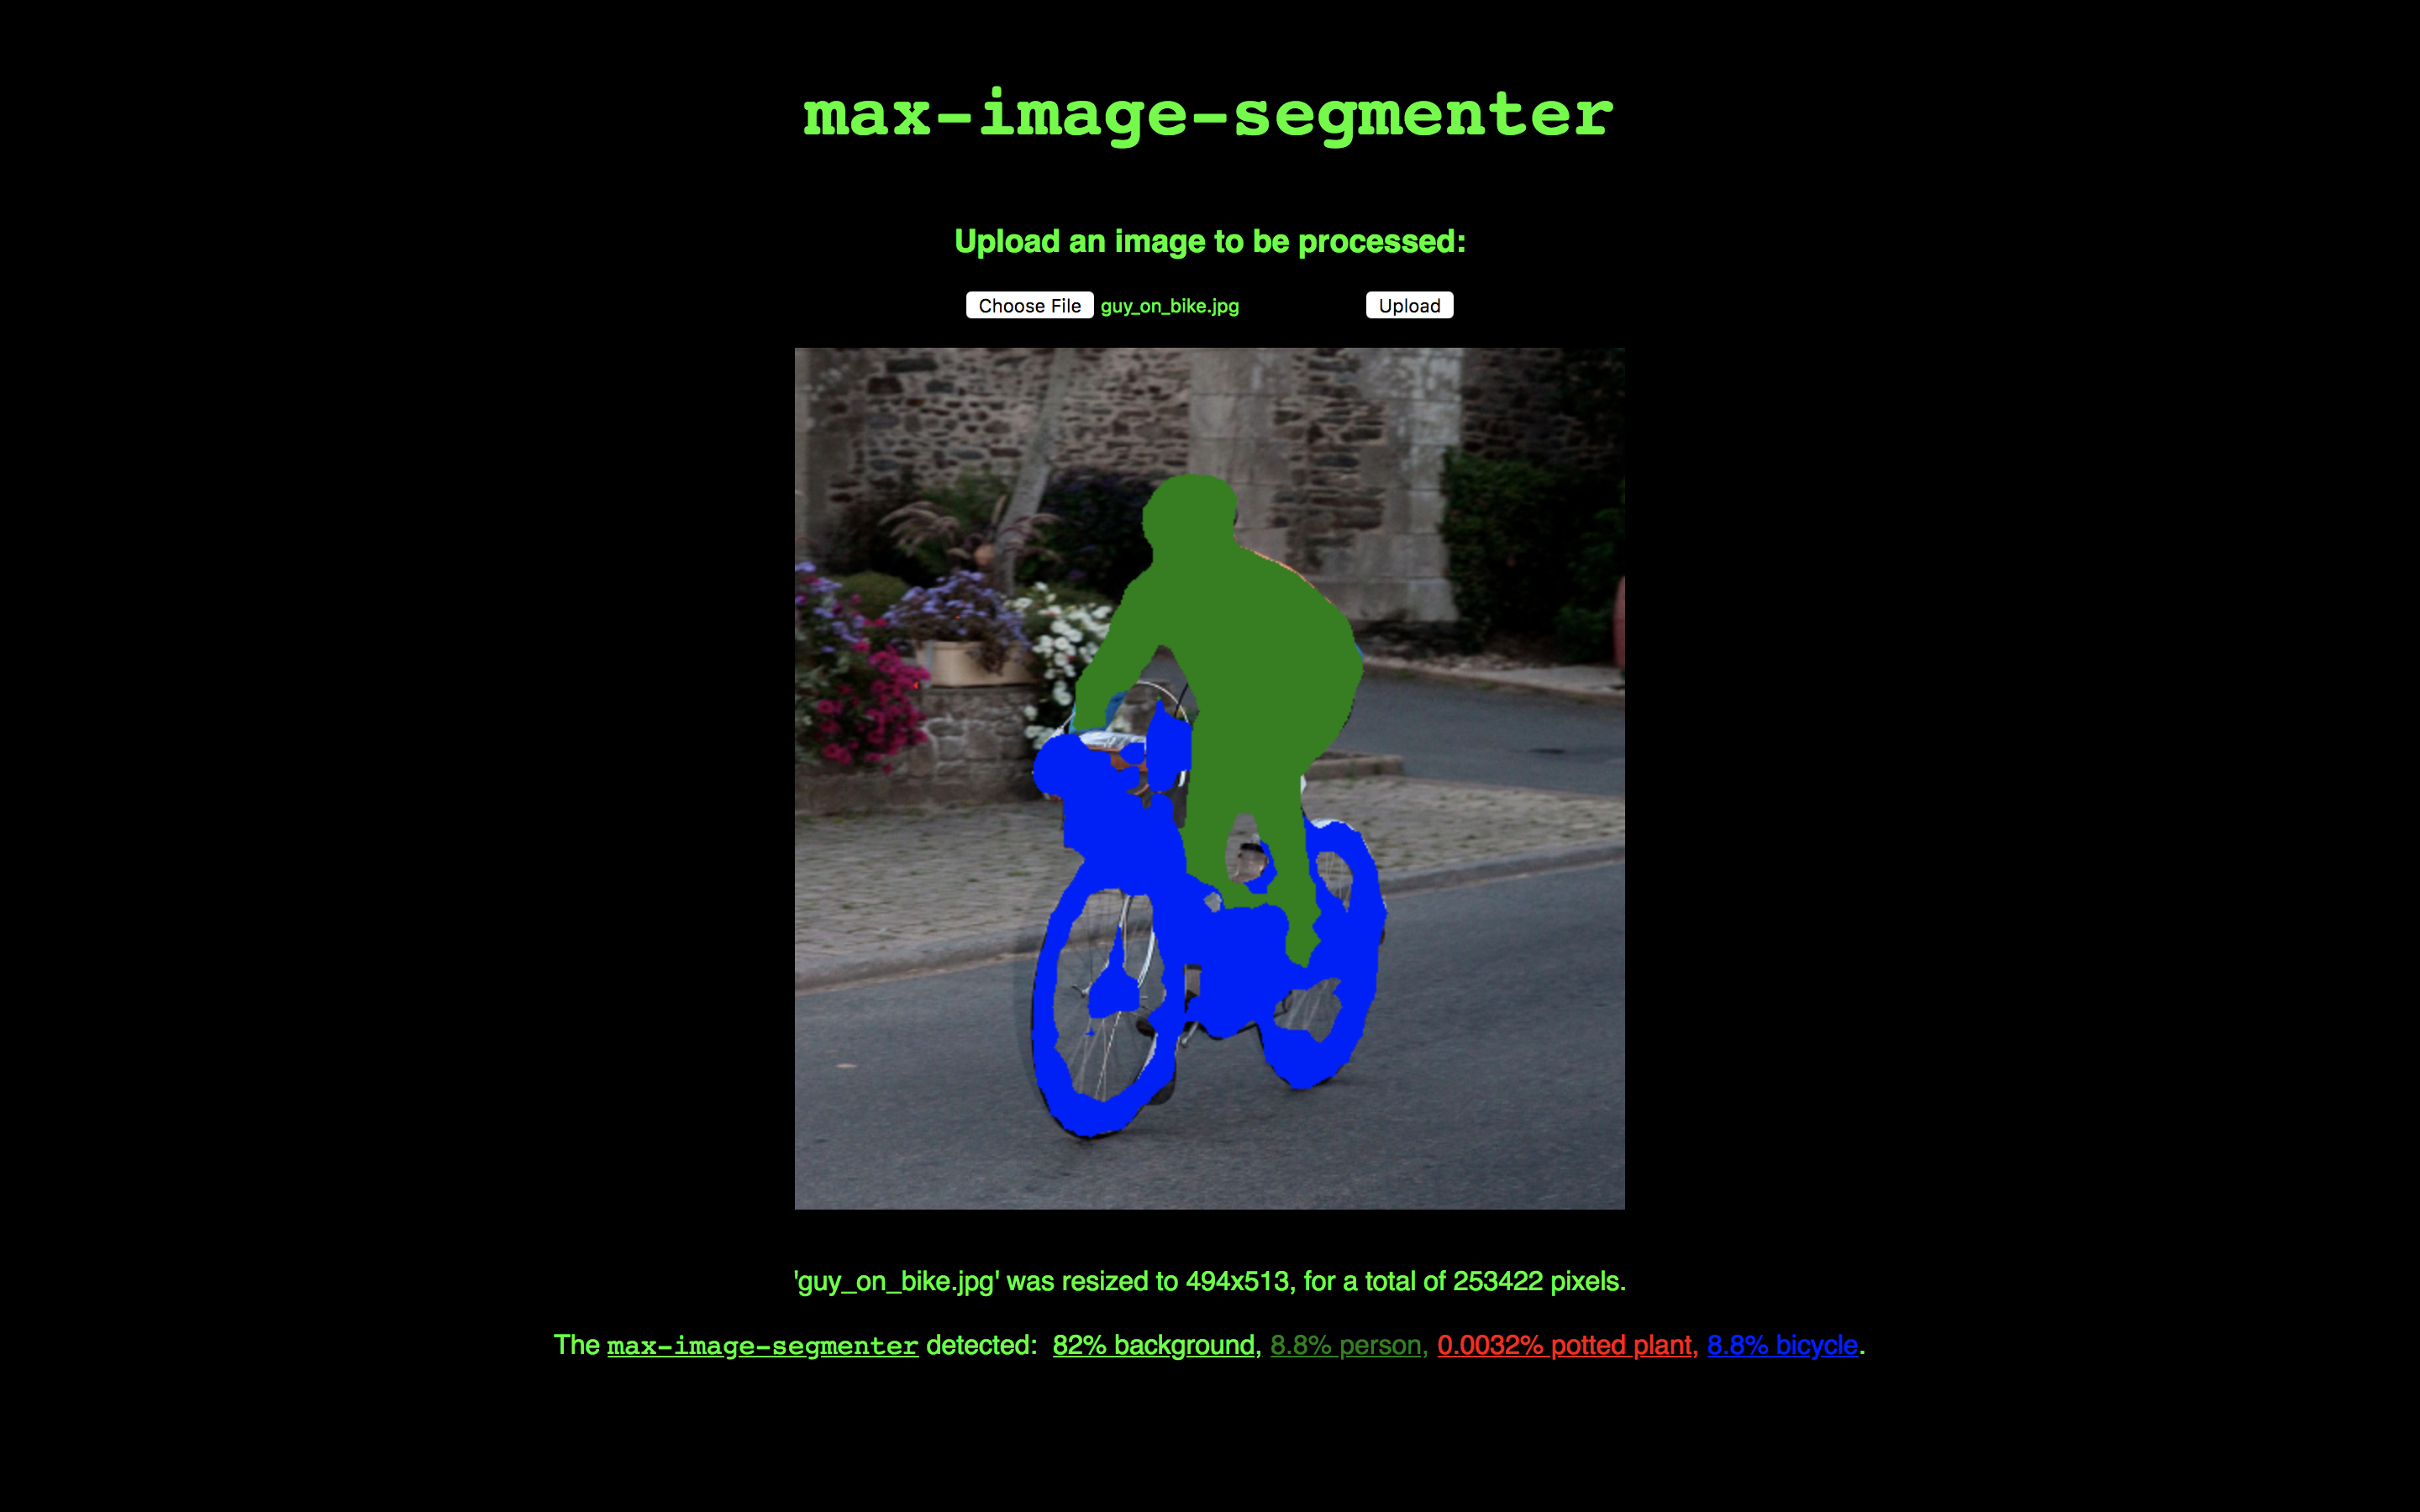 max-image-segmenter
Upload an image to be processed:
Choose File guy_on_bike.jpg Upload
'guy_on_bike.jpg' was resized to 494x513, for a total of 253422 pixels.
The max-image-segmenter detected: 82% background, 8.8% person, 0.0032% potted plant, 8.8% bicycle.